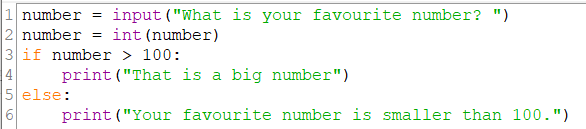 1 number = input("What is your favourite number? ")
2 number = int(number)
3 if number > 100:
4     print("That is a big number")
5 else:
6     print("Your favourite number is smaller than 100.")